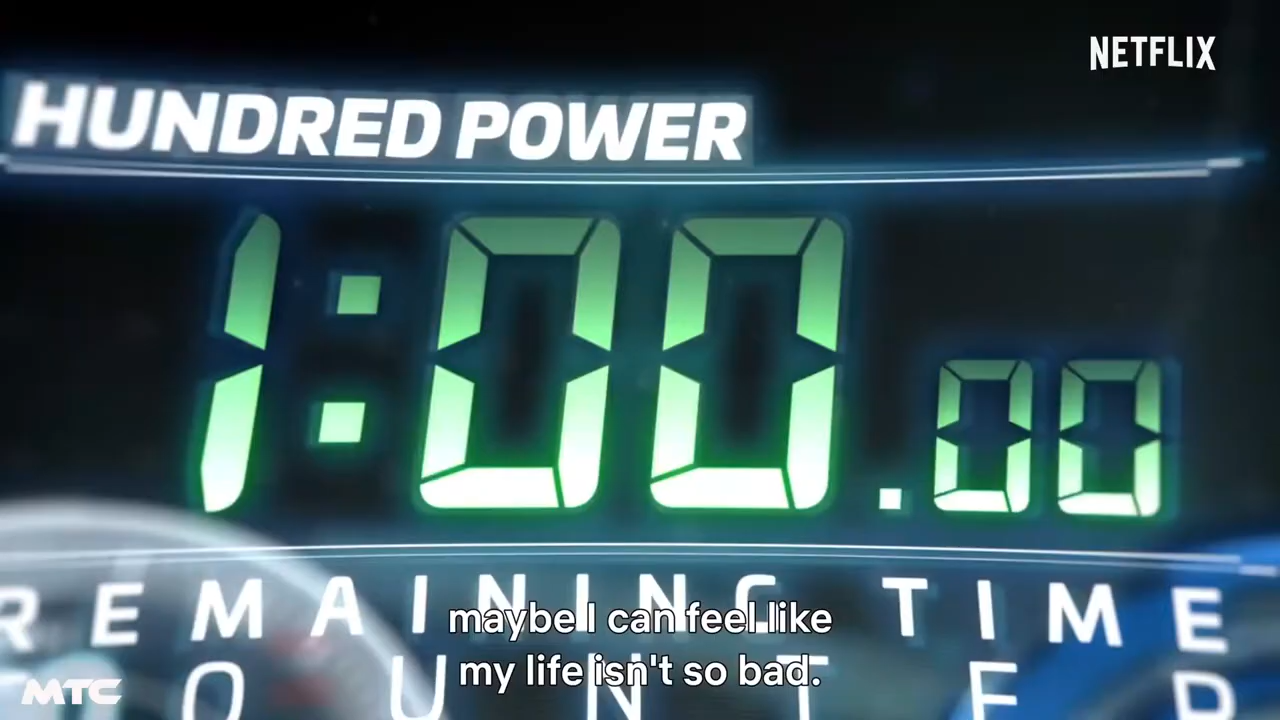 NETFLIX
HUNDRED POWER
1:00.00
REMAINING TIME
maybe I can feel like
my life isn't so bad.
MTC